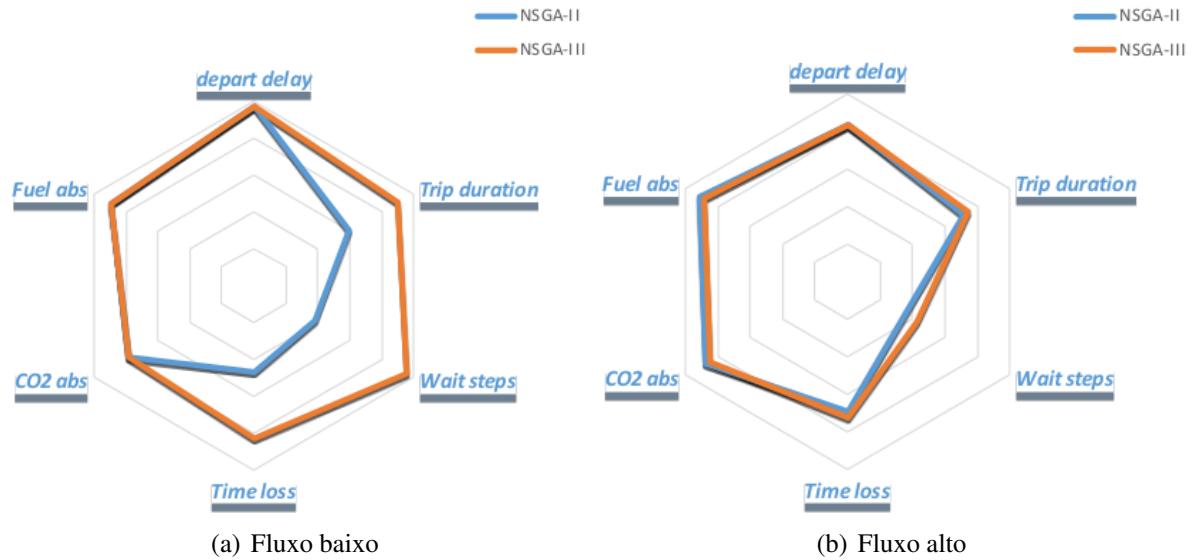 NSGA-II
NSGA-III
depart delay
Trip duration
Wait steps
Time loss
CO2 abs
Fuel abs
(a) Fluxo baixo
NSGA-II
NSGA-III
depart delay
Trip duration
Wait steps
Time loss
CO2 abs
Fuel abs
(b) Fluxo alto